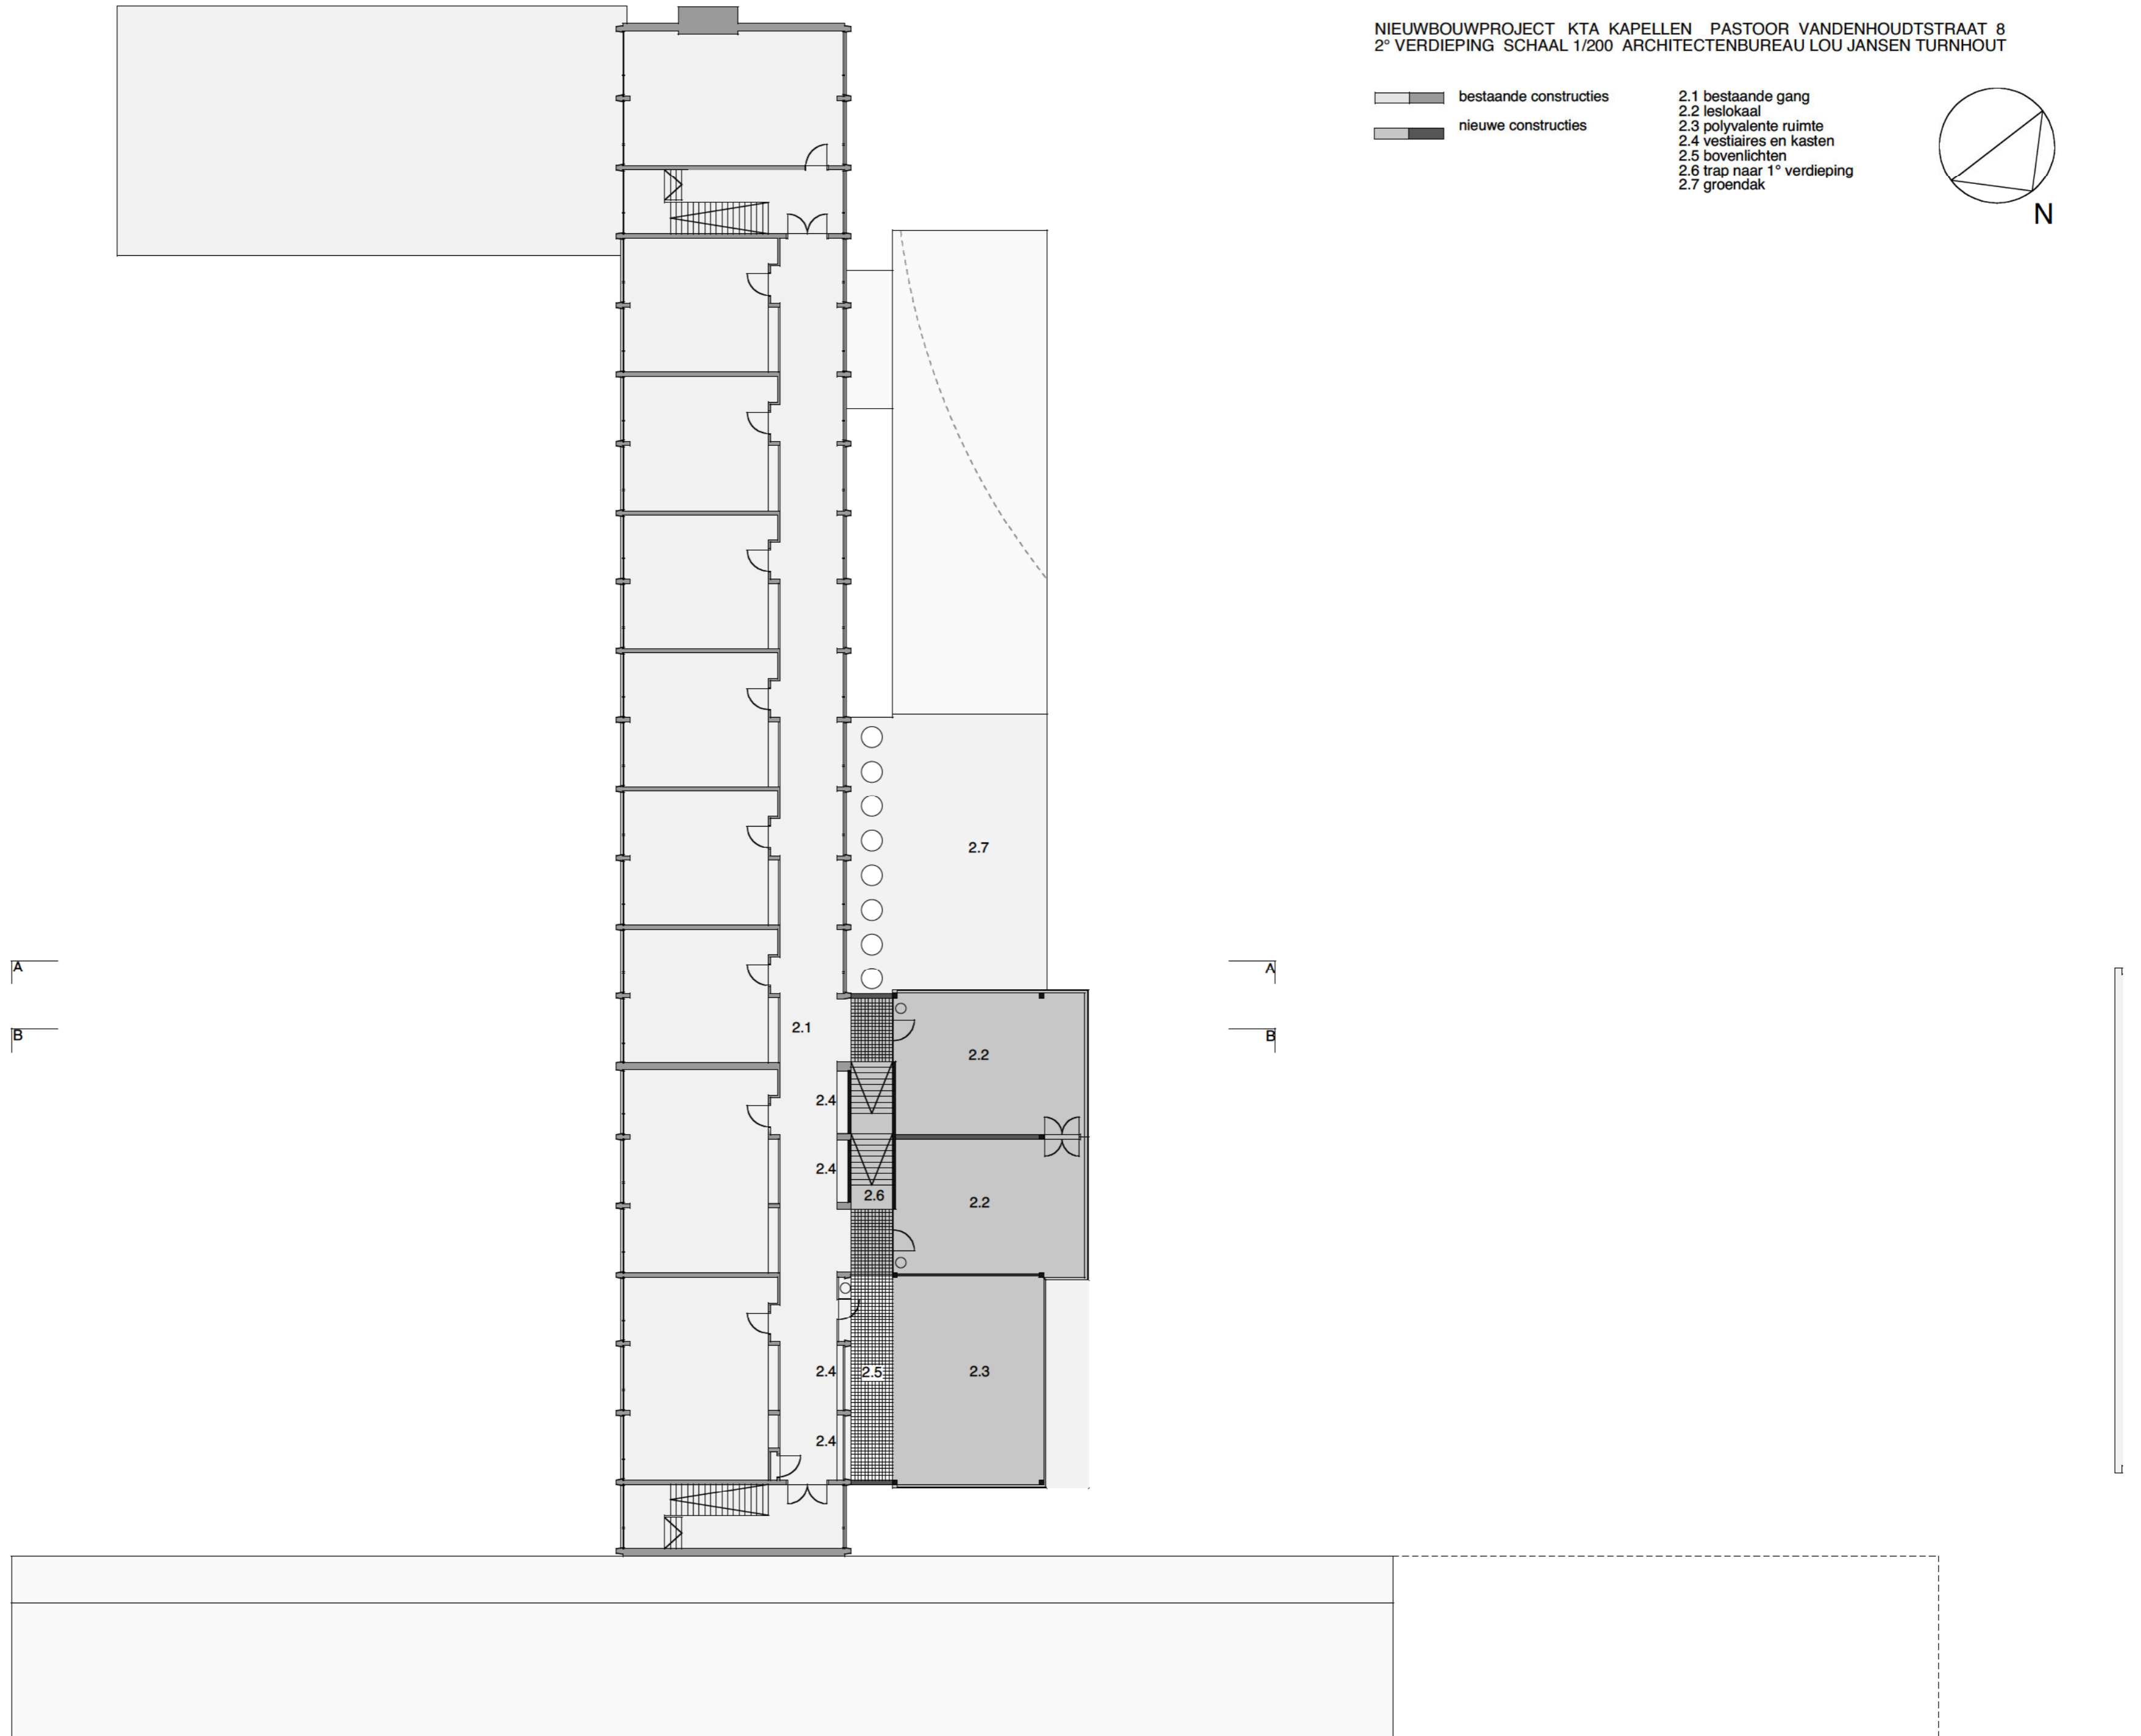 NIEUWBOUWPROJECT KTA KAPELLEN PASTOOR VANDENHOUDTSTRAAT 8
2° VERDIEPING SCHAAL 1/200 ARCHITECTENBUREAU LOU JANSEN TURNHOUT
bestaande constructies
nieuwe constructies
2.1 bestaande gang
2.2 leslokaal
2.3 polyvalente ruimte
2.4 vestiaires en kasten
2.5 bovenlichten
2.6 trap naar 1° verdieping
2.7 groendak
N
2.7
A
A
B
B
2.1
2.2
2.4
2.4
2.6
2.2
2.4
2.5
2.3
2.4